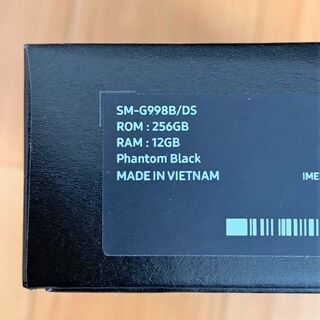 SM-G998B/DS
ROM : 256GB
RAM : 12GB
Phantom Black
MADE IN VIETNAM
IME